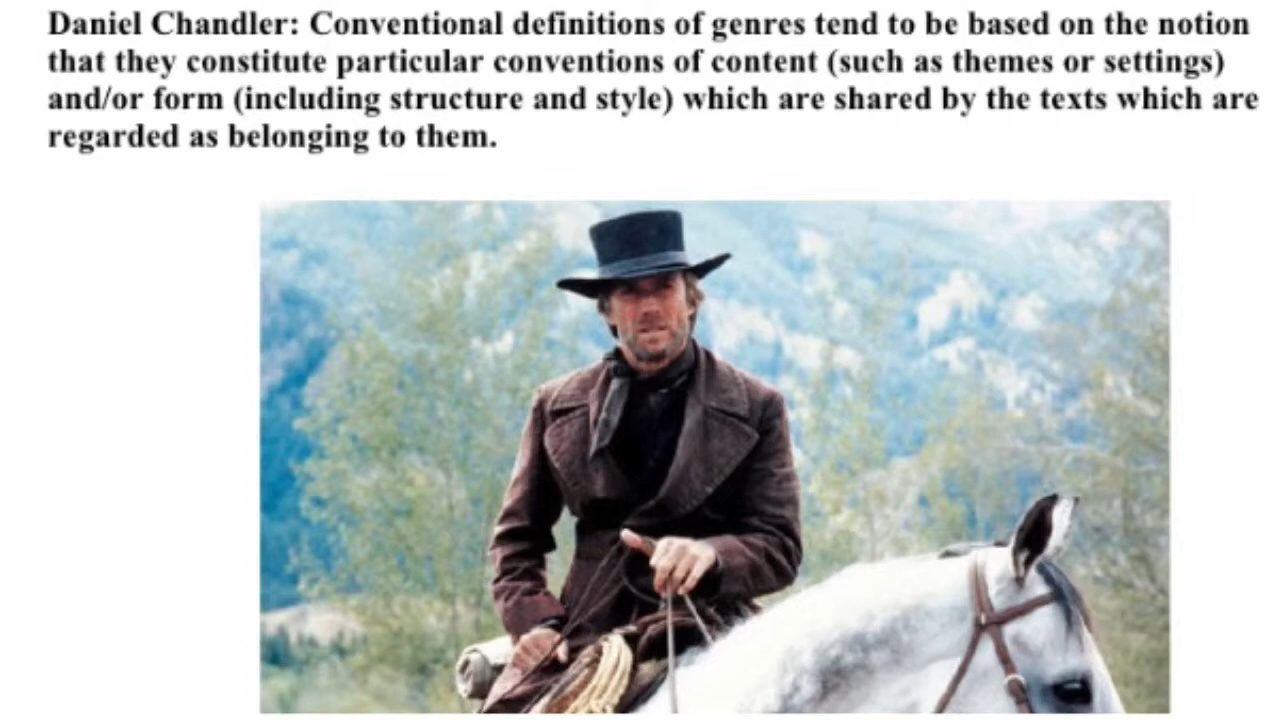 Daniel Chandler: Conventional definitions of genres tend to be based on the notion
that they constitute particular conventions of content (such as themes or settings)
and/or form (including structure and style) which are shared by the texts which are
regarded as belonging to them.